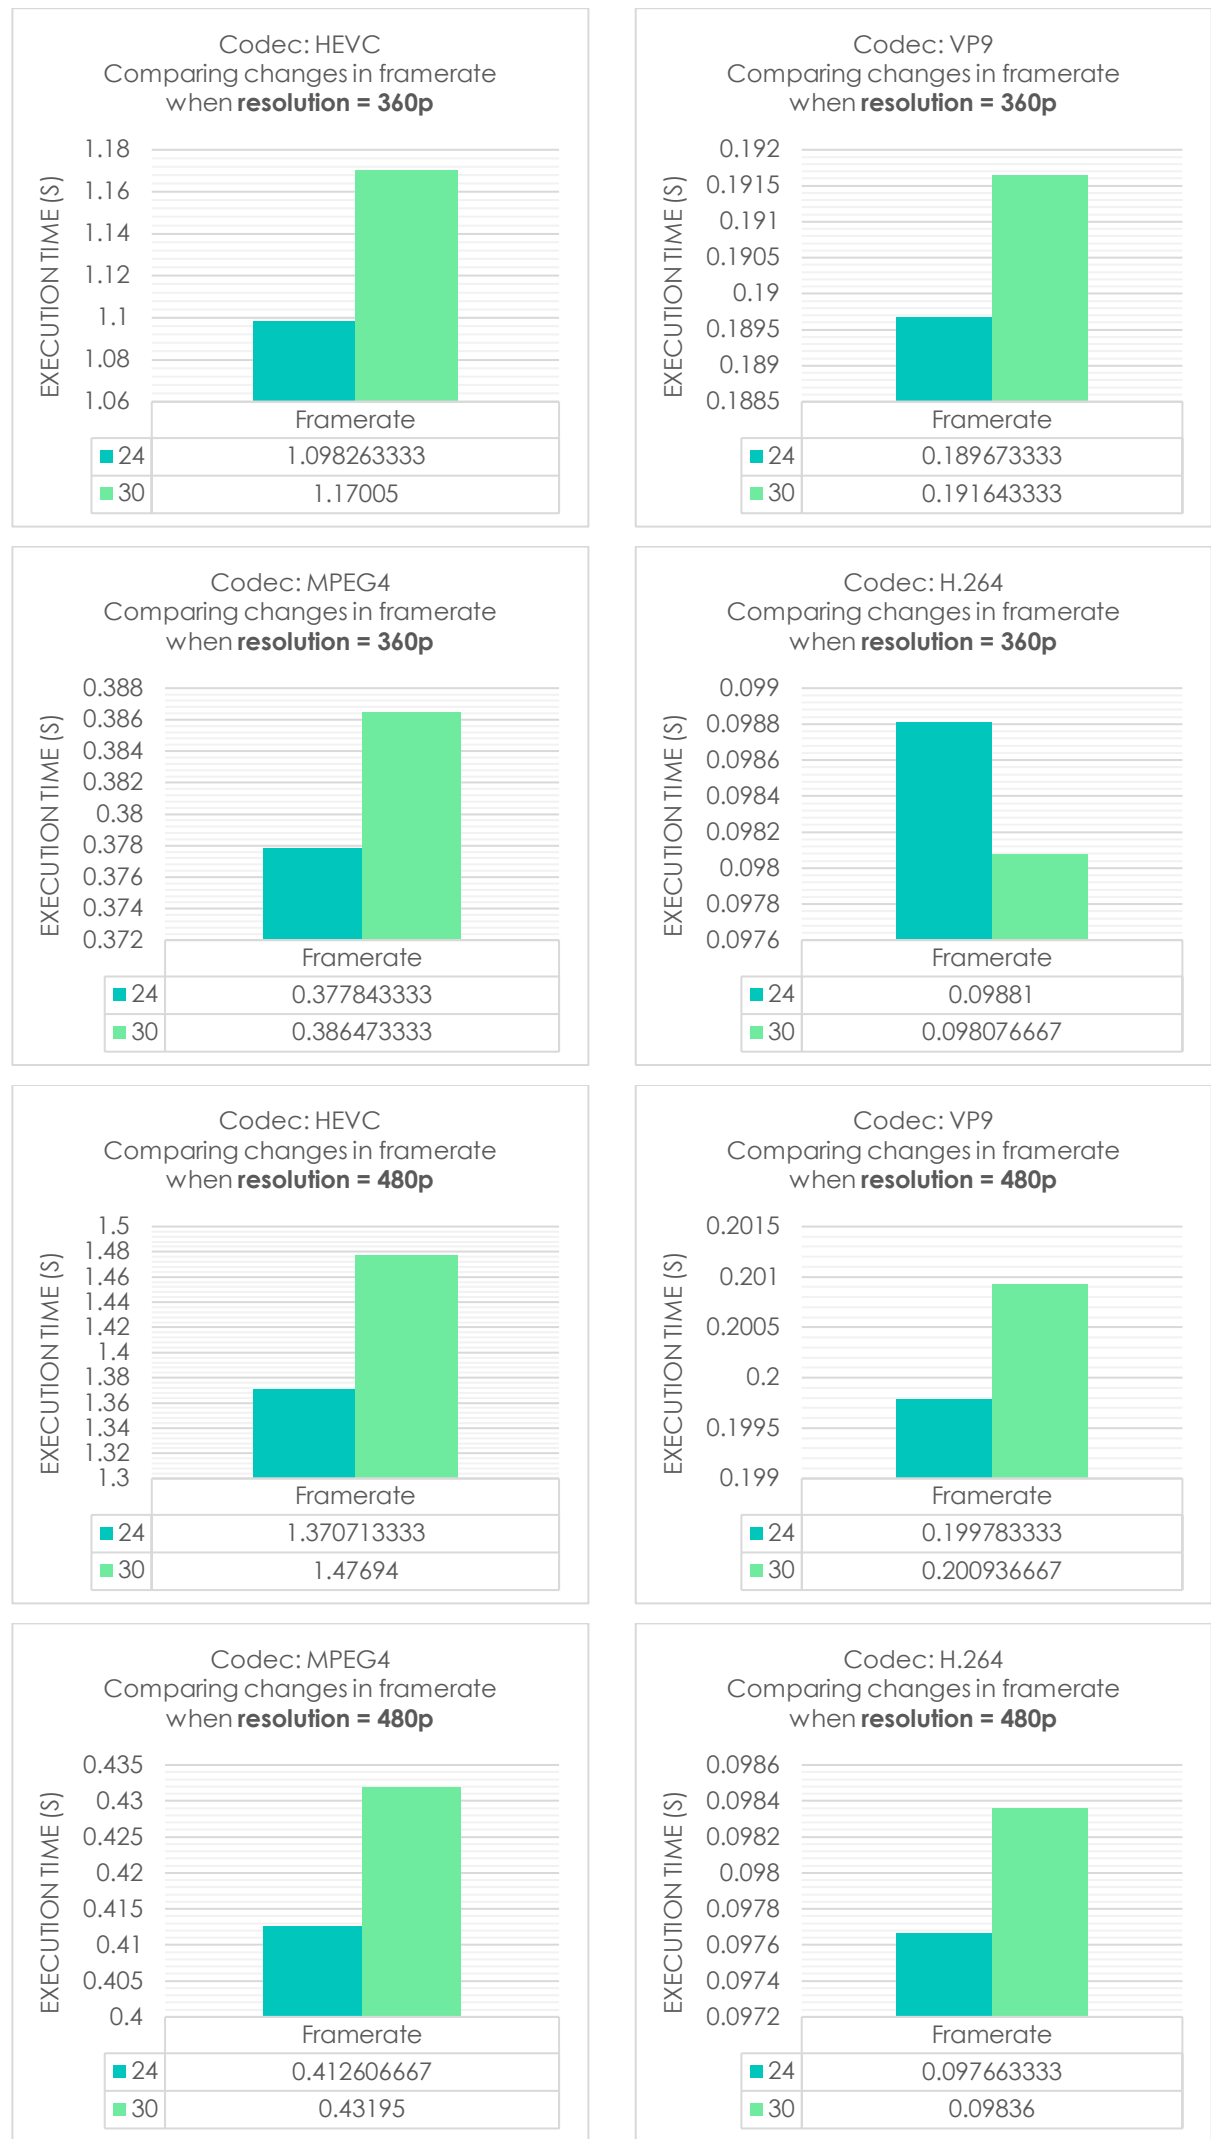 Codec: HEVC
Comparing changes in framerate
when resolution = 360p
EXECUTION TIME (S)
1.18
1.16
1.14
1.12
1.1
1.08
1.06
Framerate
24 1.098263333
30 1.17005
Codec: VP9
Comparing changes in framerate
when resolution = 360p
EXECUTION TIME (S)
0.192
0.1915
0.191
0.1905
0.19
0.1895
0.189
0.1885
Framerate
24 0.189673333
30 0.191643333
Codec: MPEG4
Comparing changes in framerate
when resolution = 360p
EXECUTION TIME (S)
0.388
0.386
0.384
0.382
0.38
0.378
0.376
0.374
0.372
Framerate
24 0.377843333
30 0.386473333
Codec: H.264
Comparing changes in framerate
when resolution = 360p
EXECUTION TIME (S)
0.099
0.0988
0.0986
0.0984
0.0982
0.098
0.0978
0.0976
Framerate
24 0.09881
30 0.098076667
Codec: HEVC
Comparing changes in framerate
when resolution = 480p
EXECUTION TIME (S)
1.5
1.48
1.46
1.44
1.42
1.4
1.38
1.36
1.34
1.32
1.3
Framerate
24 1.370713333
30 1.47694
Codec: VP9
Comparing changes in framerate
when resolution = 480p
EXECUTION TIME (S)
0.2015
0.201
0.2005
0.2
0.1995
0.199
Framerate
24 0.199783333
30 0.200936667
Codec: MPEG4
Comparing changes in framerate
when resolution = 480p
EXECUTION TIME (S)
0.435
0.43
0.425
0.42
0.415
0.41
0.405
0.4
Framerate
24 0.412606667
30 0.43195
Codec: H.264
Comparing changes in framerate
when resolution = 480p
EXECUTION TIME (S)
0.0986
0.0984
0.0982
0.098
0.0978
0.0976
0.0974
0.0972
Framerate
24 0.097663333
30 0.09836